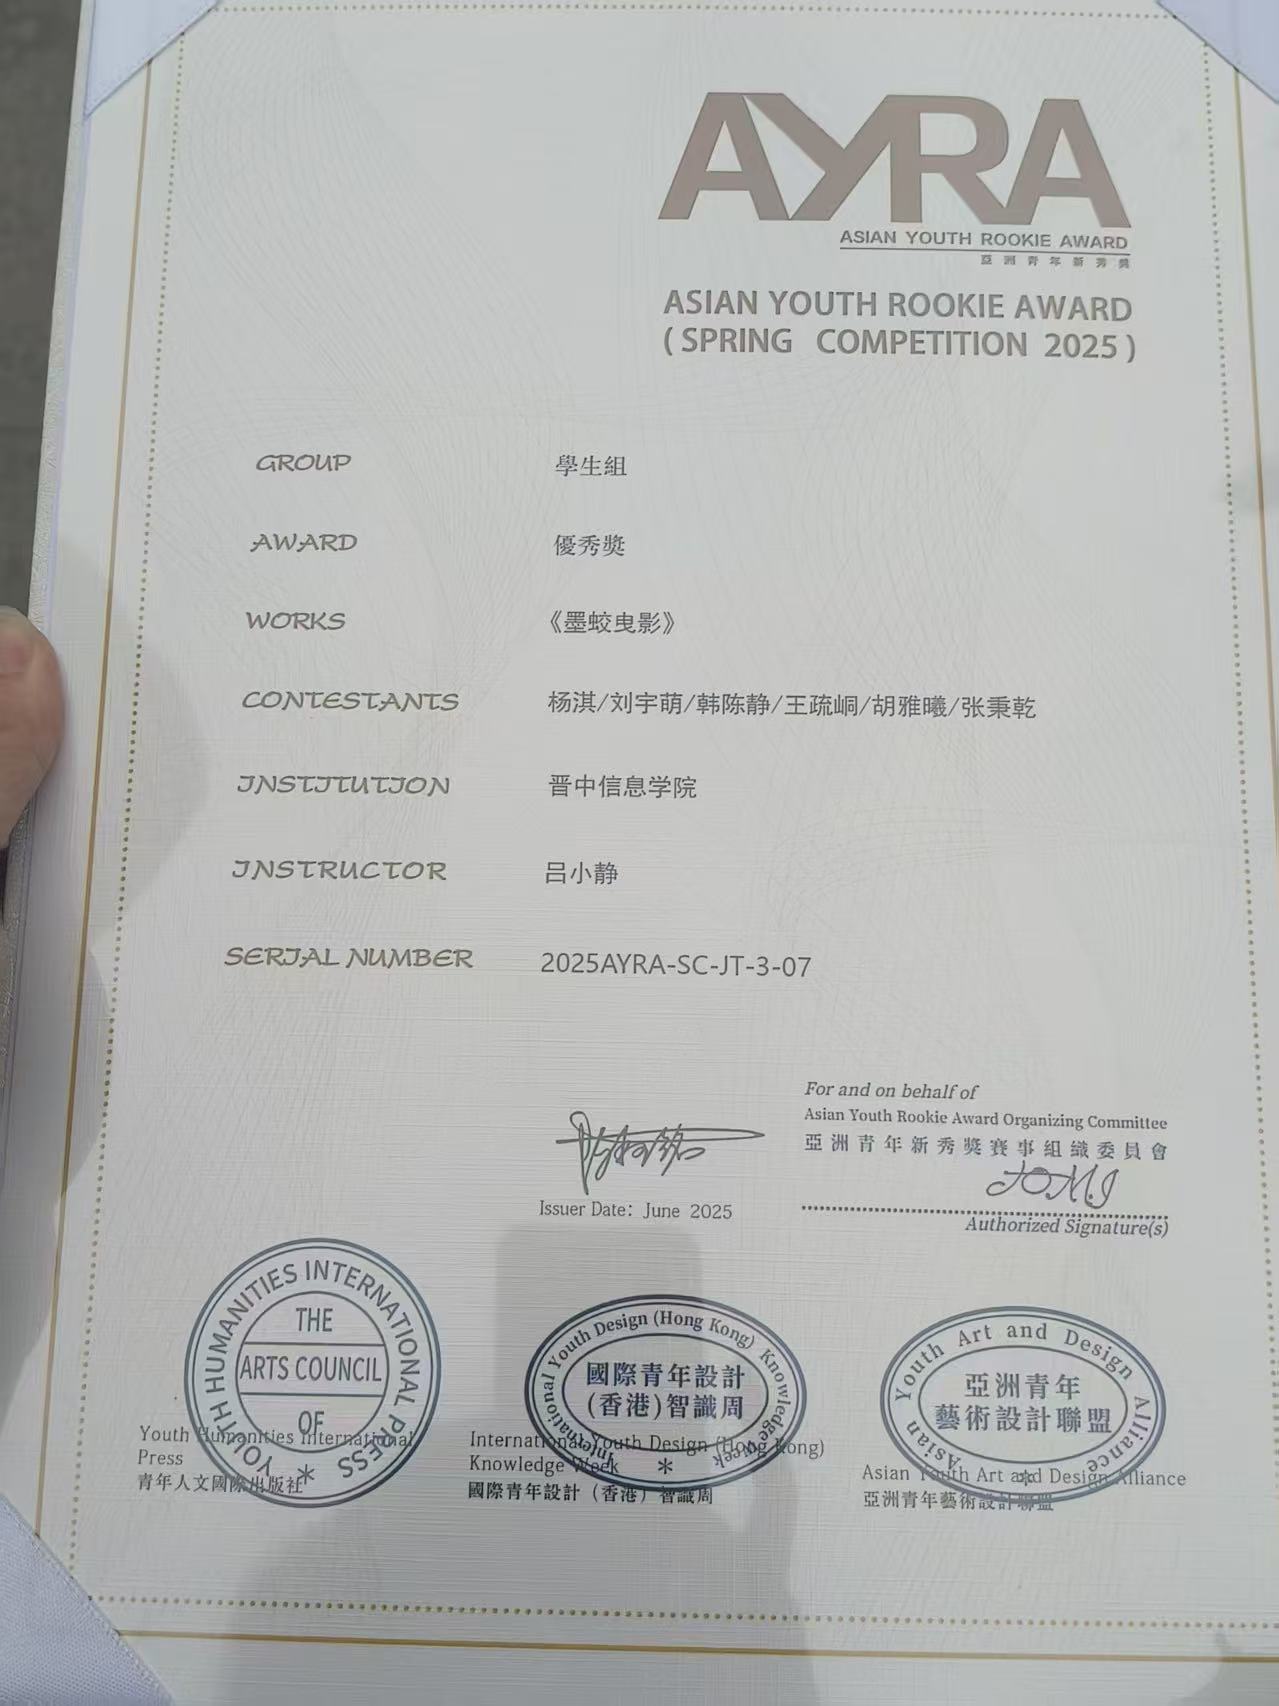 AYRA
ASIAN YOUTH ROOKIE AWARD
亞洲青年新秀獎
ASIAN YOUTH ROOKIE AWARD
( SPRING COMPETITION 2025 )
GROUP 學生組
AWARD 優秀獎
WORKS 《墨蛟曳影》
CONTESTANTS 杨淇/刘宇萌/韩陈静/王疏峒/胡雅曦/张秉乾
INSTITUTION 晋中信息学院
INSTRUCTOR 吕小静
SERIAL NUMBER 2025AYRA-SC-JT-3-07
For and on behalf of
Asian Youth Rookie Award Organizing Committee
亞洲青年新秀獎賽事組織委員會
Issuer Date: June 2025
Authorized Signature(s)
YOUTH HUMANITIES INTERNATIONAL PRESS
THE
ARTS COUNCIL
OF
Youth Humanities International
Press
青年人文國際出版社
International Youth Design (Hong Kong) Knowledge Week
國際青年設計
(香港)智識周
International Youth Design (Hong Kong)
Knowledge Week
國際青年設計（香港）智識周
Asian Youth Art and Design Alliance
亞洲青年
藝術設計聯盟
Asian Youth Art and Design Alliance
亞洲青年藝術設計聯盟